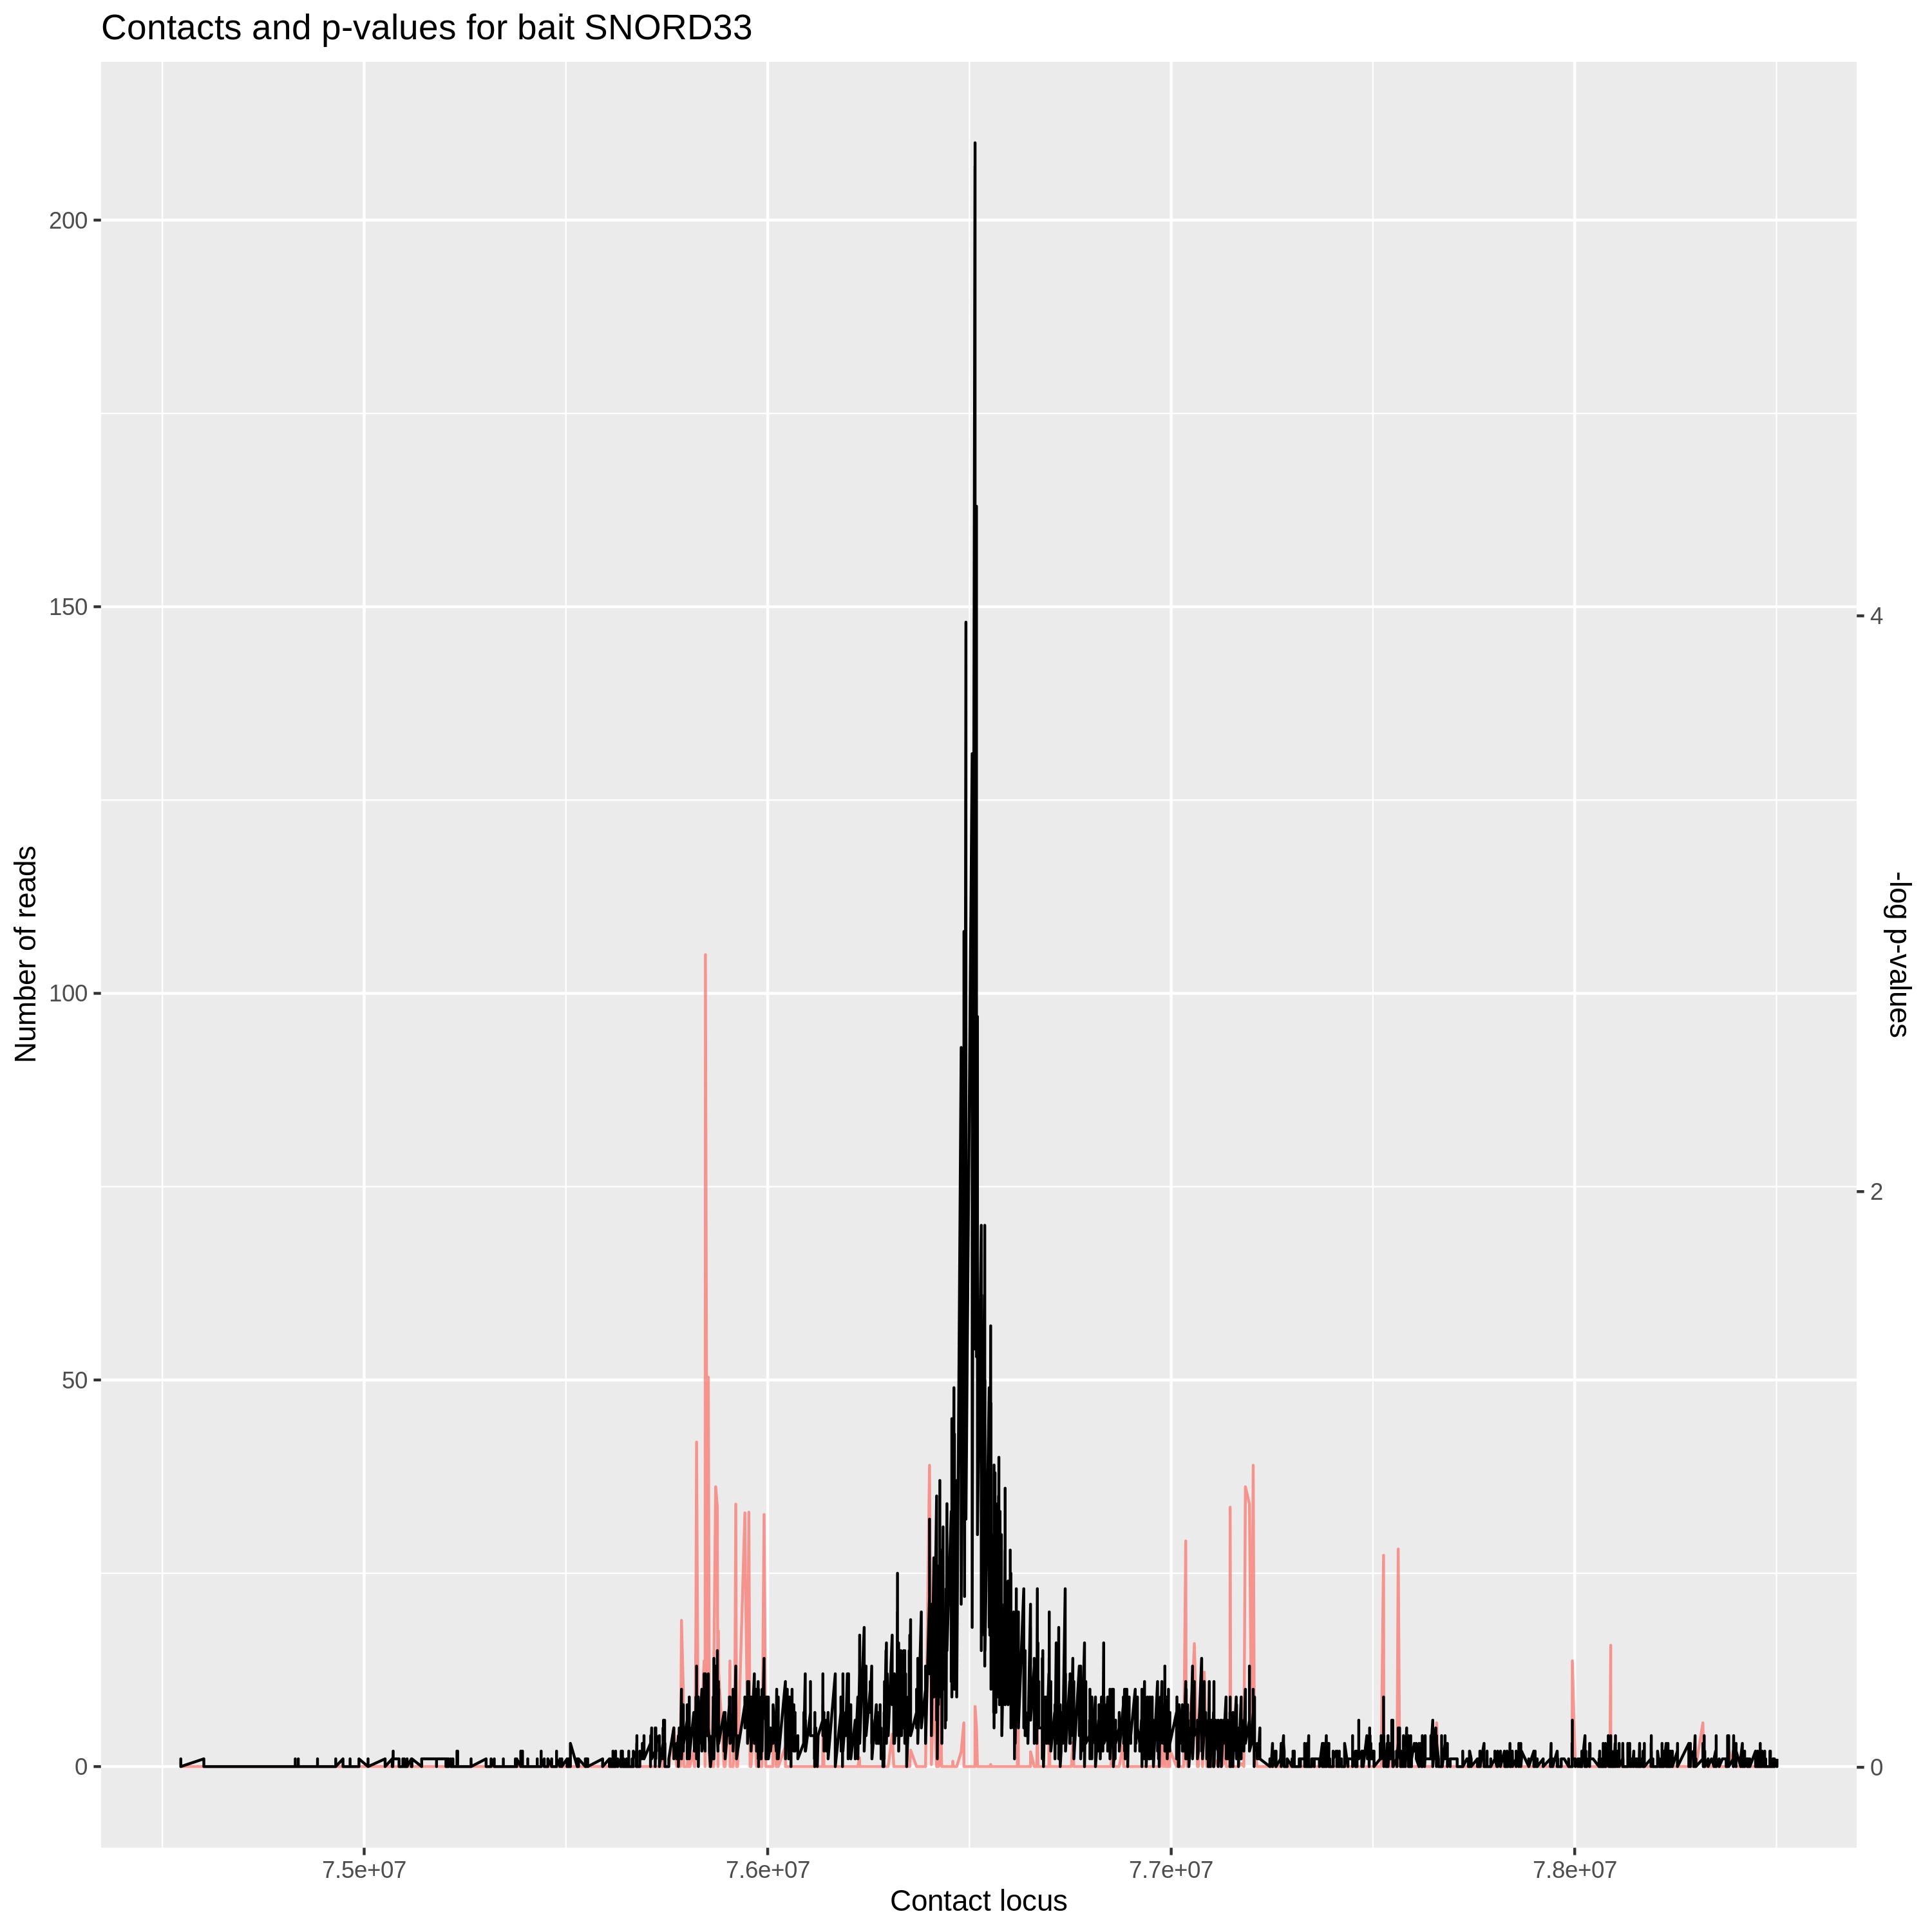 Contacts and p-values for bait SNORD33
200
150
100
50
0
Number of reads
4
2
0
-log p-values
7.5e+07
7.6e+07
7.7e+07
7.8e+07
Contact locus